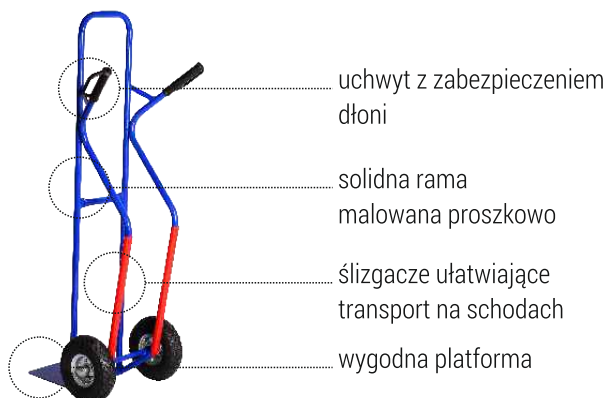 uchwyt z zabezpieczeniem
dłoni
solidna rama
malowana proszkowo
ślizgacze ułatwiające
transport na schodach
wygodna platforma